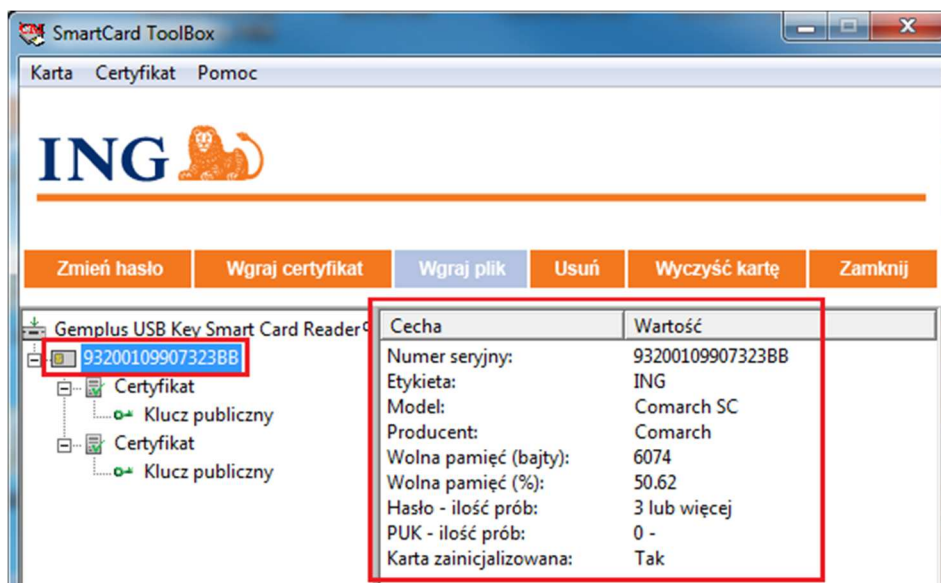 SmartCard ToolBox
Karta Certyfikat Pomoc
ING
Zmień hasło Wgraj certyfikat Wgraj plik Usuń Wyczyść kartę Zamknij
Gemplus USB Key Smart Card Reader
93200109907323BB
Certyfikat
Klucz publiczny
Certyfikat
Klucz publiczny
Cecha Wartość
Numer seryjny: 93200109907323BB
Etykieta: ING
Model: Comarch SC
Producent: Comarch
Wolna pamięć (bajty): 6074
Wolna pamięć (%): 50.62
Hasło - ilość prób: 3 lub więcej
PUK - ilość prób: 0 -
Karta zainicjalizowana: Tak